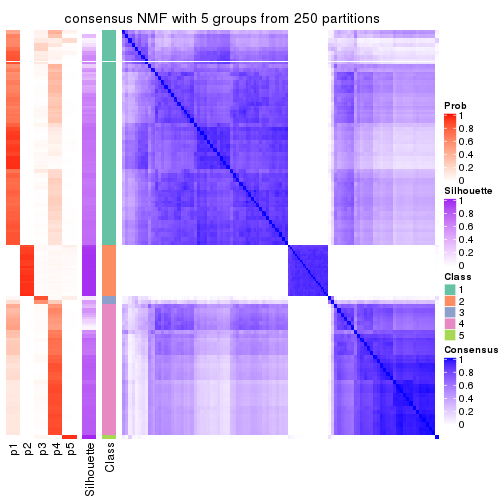 consensus NMF with 5 groups from 250 partitions
Prob
1
0.8
0.6
0.4
0.2
0
Silhouette
1
0.8
0.6
0.4
0.2
0
Class
1
2
3
4
5
Consensus
1
0.8
0.6
0.4
0.2
0
p1
p2
p3
p4
p5
Silhouette
Class